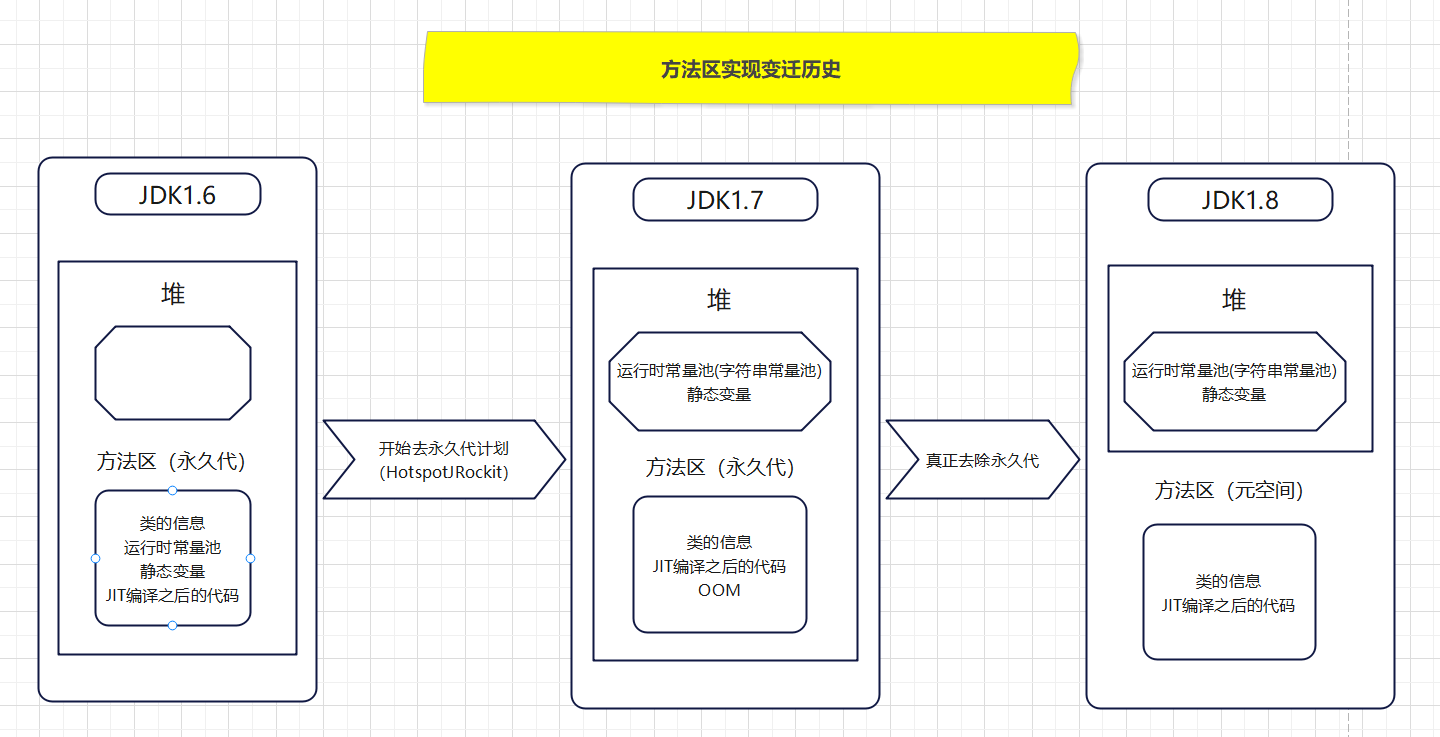 方法区实现变迁历史
JDK1.6
堆
方法区（永久代）
类的信息
运行时常量池
静态变量
JIT编译之后的代码
开始去永久代计划
（HotspotJRockit）
JDK1.7
堆
运行时常量池(字符串常量池)
静态变量
方法区（永久代）
类的信息
JIT编译之后的代码
OOM
真正去除永久代
JDK1.8
堆
运行时常量池(字符串常量池)
静态变量
方法区（元空间）
类的信息
JIT编译之后的代码